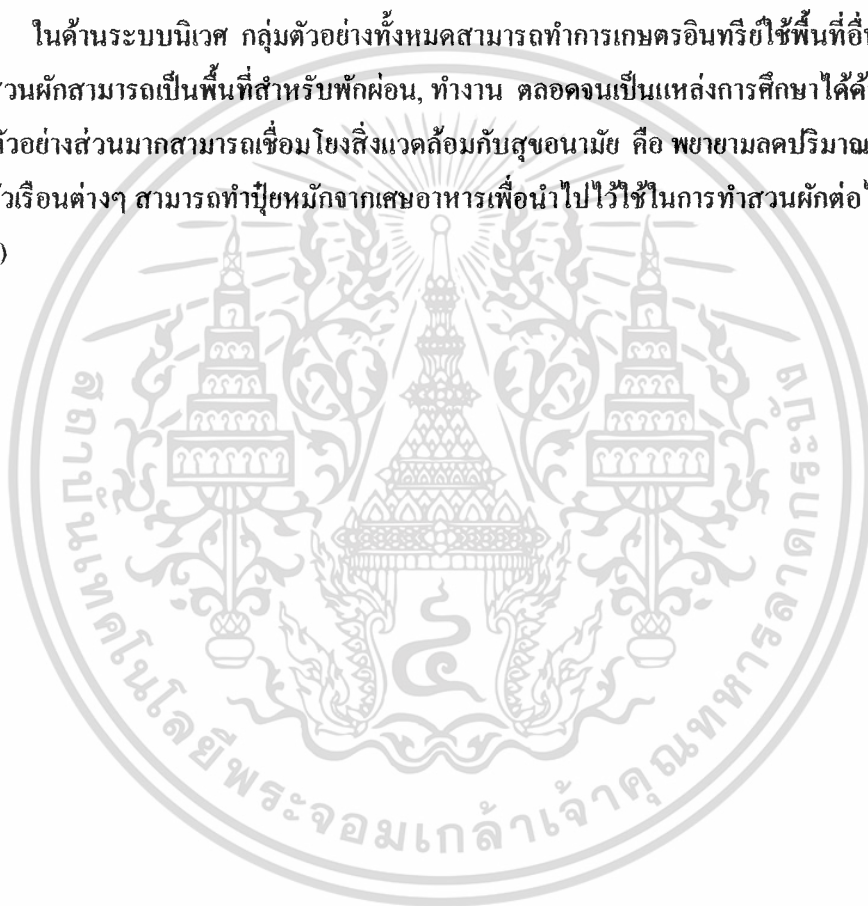 ในด้านระบบนิเวศ กลุ่มตัวอย่างทั้งหมดสามารถทำการเกษตรอินทรีย์ใช้พื้นที่อื่
สวนผักสามารถเป็นพื้นที่สำหรับพักผ่อน, ทำงาน ตลอดจนเป็นแหล่งการศึกษาได้ด้
ตัวอย่างส่วนมากสามารถเชื่อมโยงสิ่งแวดล้อมกับสุขอนามัย คือ พยายามลดปริมาณ
ัวเรือนต่างๆ สามารถทำปุ๋ยหมักจากเศษอาหารเพื่อนำไปไว้ใช้ในการทำสวนผักต่อ
)
สถาบันเทคโนโลยีพระจอมเกล้าเจ้าคุณทหารลาดกระบัง